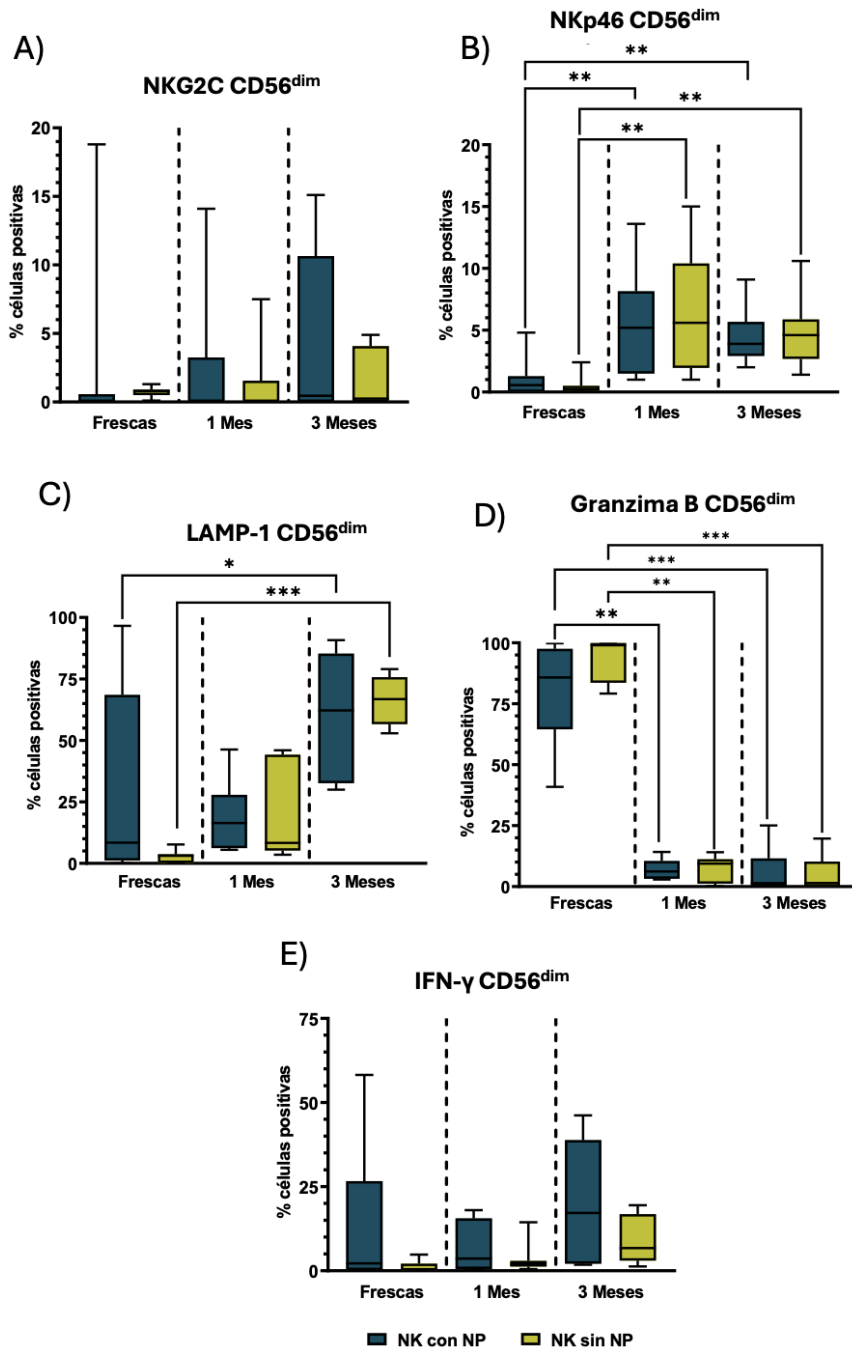 A)
NKG2C CD56dim
% células positivas
20
15
10
5
0
Frescas 1 Mes 3 Meses
B)
NKp46 CD56dim
**
**
**
**
% células positivas
20
15
10
5
0
Frescas 1 Mes 3 Meses
C)
LAMP-1 CD56dim
*
***
% células positivas
100
75
50
25
0
Frescas 1 Mes 3 Meses
D)
Granzima B CD56dim
***
***
**
**
% células positivas
100
75
50
25
0
Frescas 1 Mes 3 Meses
E)
IFN-γ CD56dim
% células positivas
75
50
25
0
Frescas 1 Mes 3 Meses
NK con NP NK sin NP